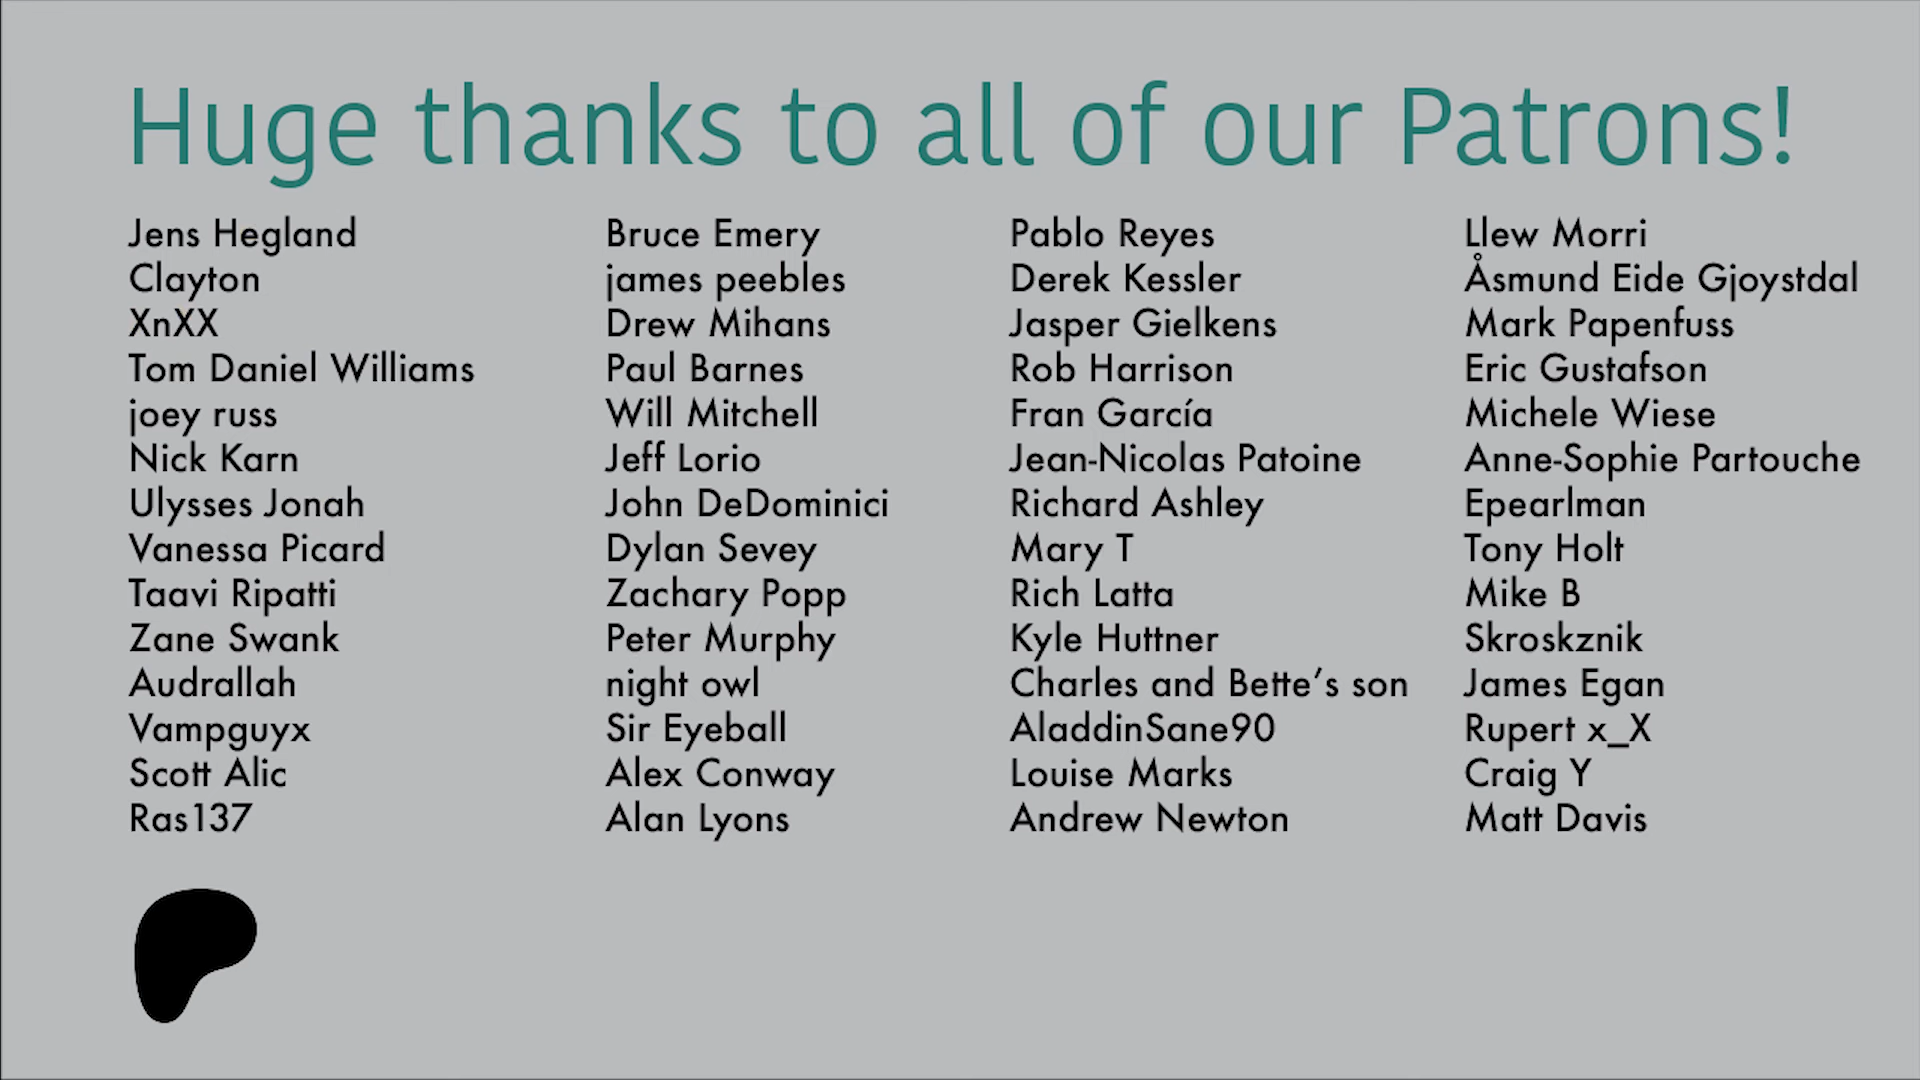 Huge thanks to all of our Patrons!
Jens Hegland
Clayton
XnXX
Tom Daniel Williams
joey russ
Nick Karn
Ulysses Jonah
Vanessa Picard
Taavi Ripatti
Zane Swank
Audrallah
Vampguyx
Scott Alic
Ras137
Bruce Emery
james peebles
Drew Mihans
Paul Barnes
Will Mitchell
Jeff Lorio
John DeDominici
Dylan Sevey
Zachary Popp
Peter Murphy
night owl
Sir Eyeball
Alex Conway
Alan Lyons
Pablo Reyes
Derek Kessler
Jasper Gielkens
Rob Harrison
Fran García
Jean-Nicolas Patoine
Richard Ashley
Mary T
Rich Latta
Kyle Huttner
Charles and Bette’s son
AladdinSane90
Louise Marks
Andrew Newton
Llew Morri
Åsmund Eide Gjoystdal
Mark Papenfuss
Eric Gustafson
Michele Wiese
Anne-Sophie Partouche
Epearlman
Tony Holt
Mike B
Skroskznik
James Egan
Rupert x_X
Craig Y
Matt Davis